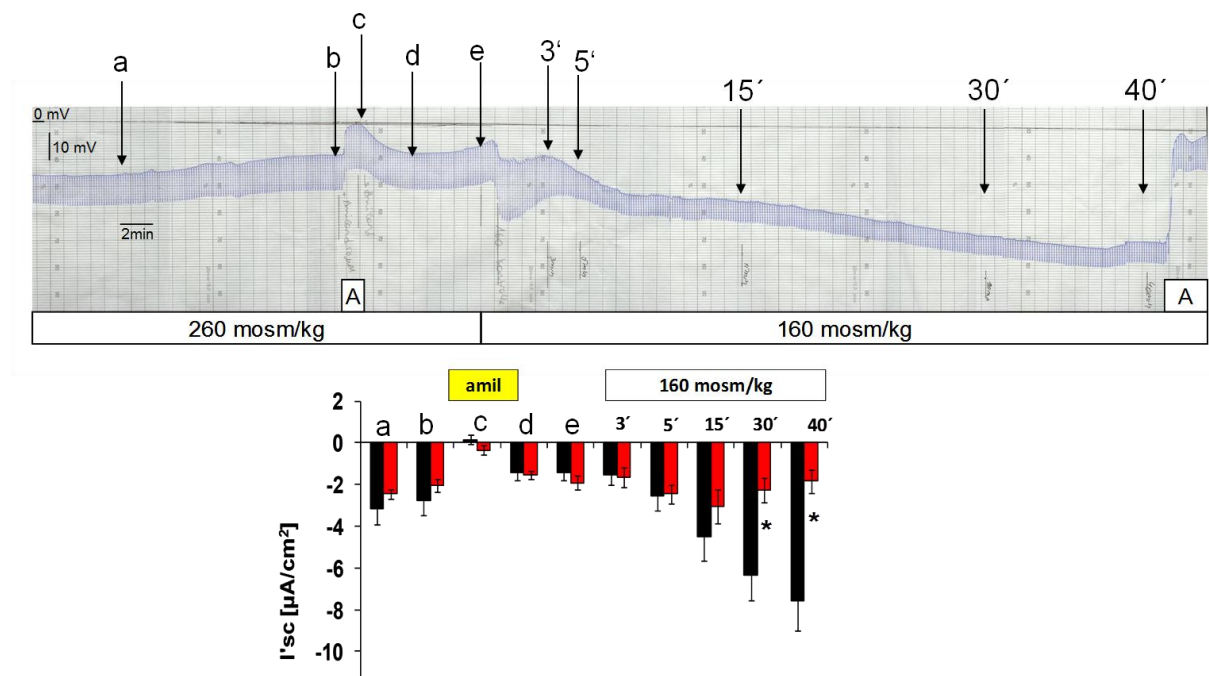 a b c d e 3‘ 5‘ 15´ 30´ 40´
0 mV
10 mV
2min
A A
260 mosm/kg 160 mosm/kg
amil 160 mosm/kg
a b c d e 3´ 5´ 15´ 30´ 40´
2
0
-2
-4
-6
-8
-10
* *
I'sc [µA/cm²]